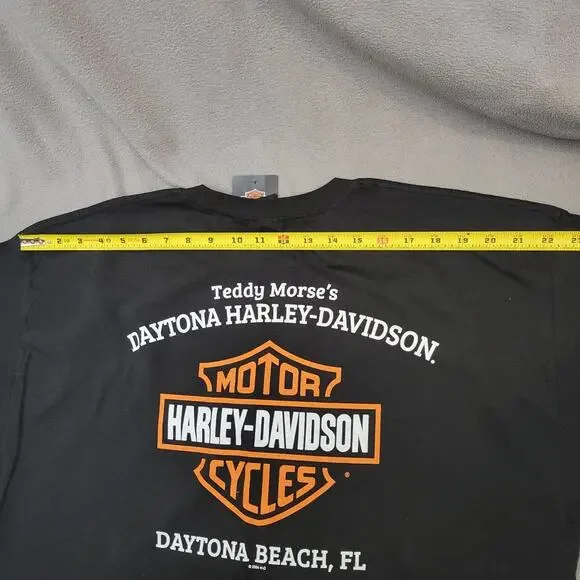 2 3 4 5 6 7 8 9 10 11 12 13 14 15 16 17 18 19 20 21 22 23
Teddy Morse's
DAYTONA HARLEY-DAVIDSON.
MOTOR
HARLEY-DAVIDSON
CYCLES
DAYTONA BEACH, FL